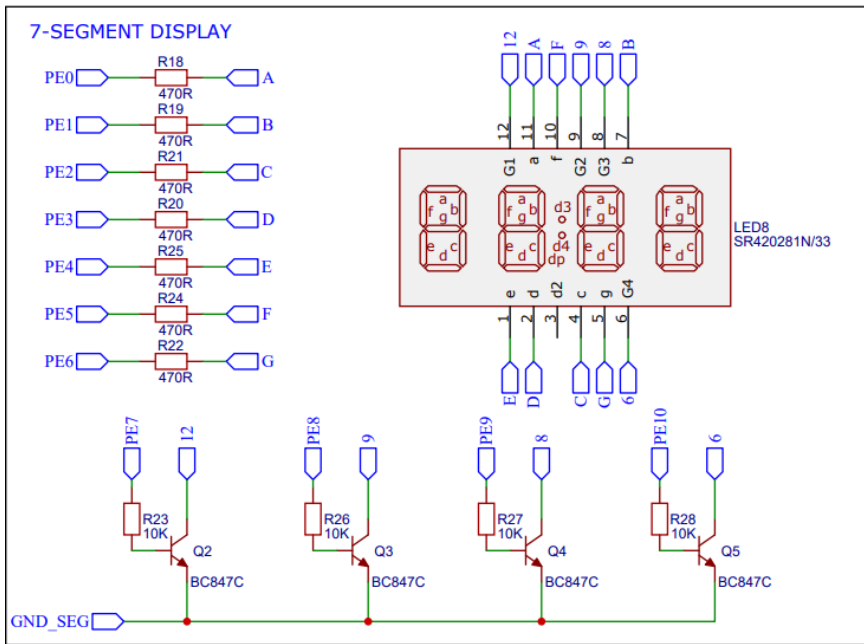 7-SEGMENT DISPLAY
PE0 R18 470R A
PE1 R19 470R B
PE2 R21 470R C
PE3 R20 470R D
PE4 R25 470R E
PE5 R24 470R F
PE6 R22 470R G
12 A F 9 8 B
12 11 10 9 8 7
G1 a f G2 G3 b
a f b g e c d
a f b g e c d
d3
d4
dp
a f b g e c d
a f b g e c d
LED8
SR420281N/33
e d d2 c g G4
1 2 3 4 5 6
E D C G 6
PE7 12 PE8 9 PE9 8 PE10 6
R23 10K Q2 BC847C
R26 10K Q3 BC847C
R27 10K Q4 BC847C
R28 10K Q5 BC847C
GND_SEG